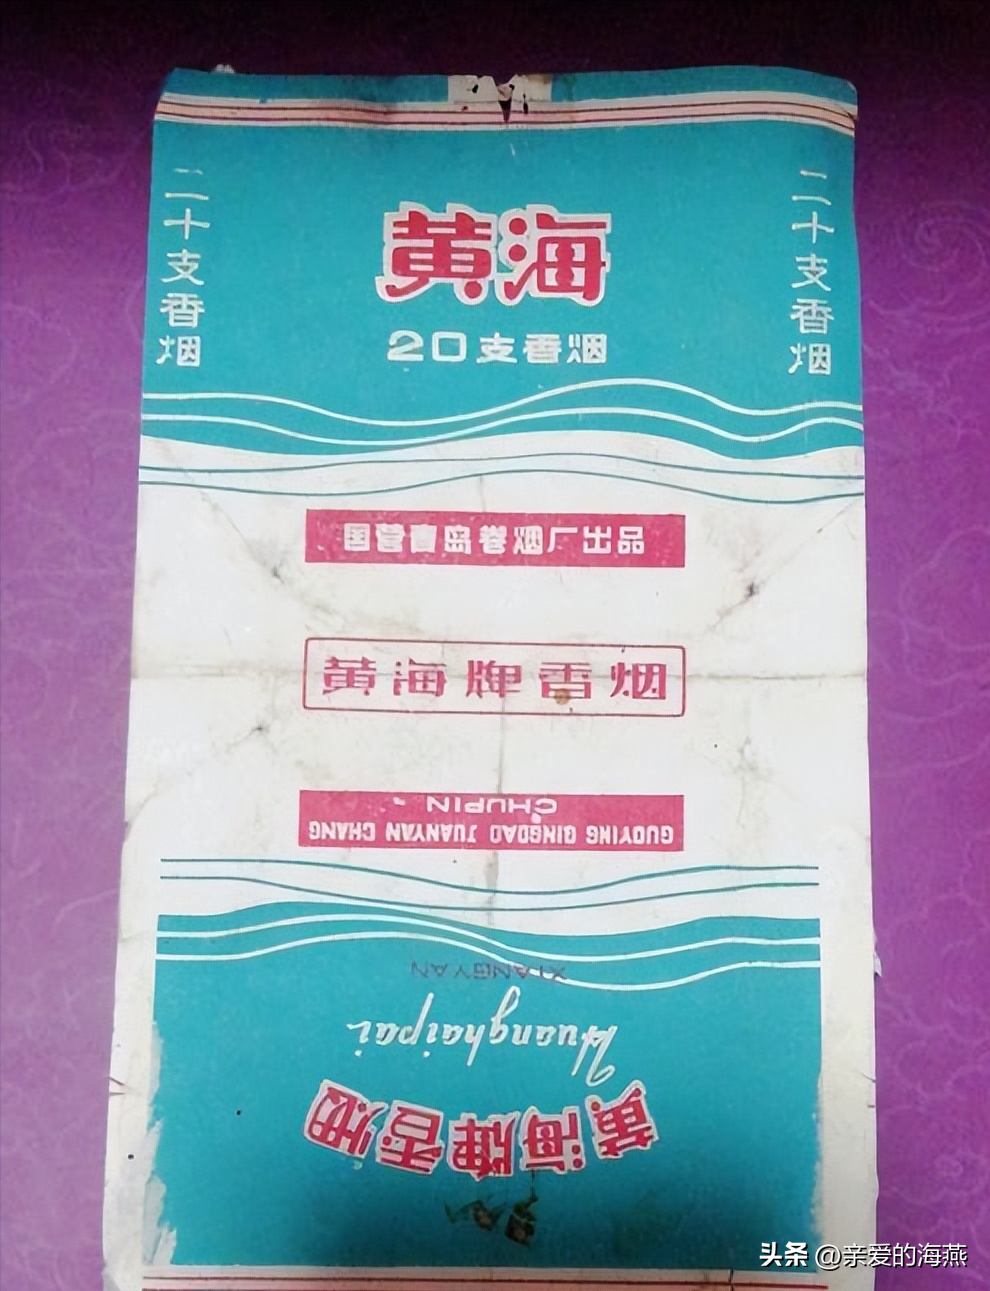 二十支香烟
二十支香烟
黄海
20支香烟
国营青岛卷烟厂出品
黄海牌香烟
GUOYING QINGDAO JUANYAN CHANG
CHUPIN
XIANGYAN
Huanghaipai
黄海牌香烟
头条 @亲爱的海燕